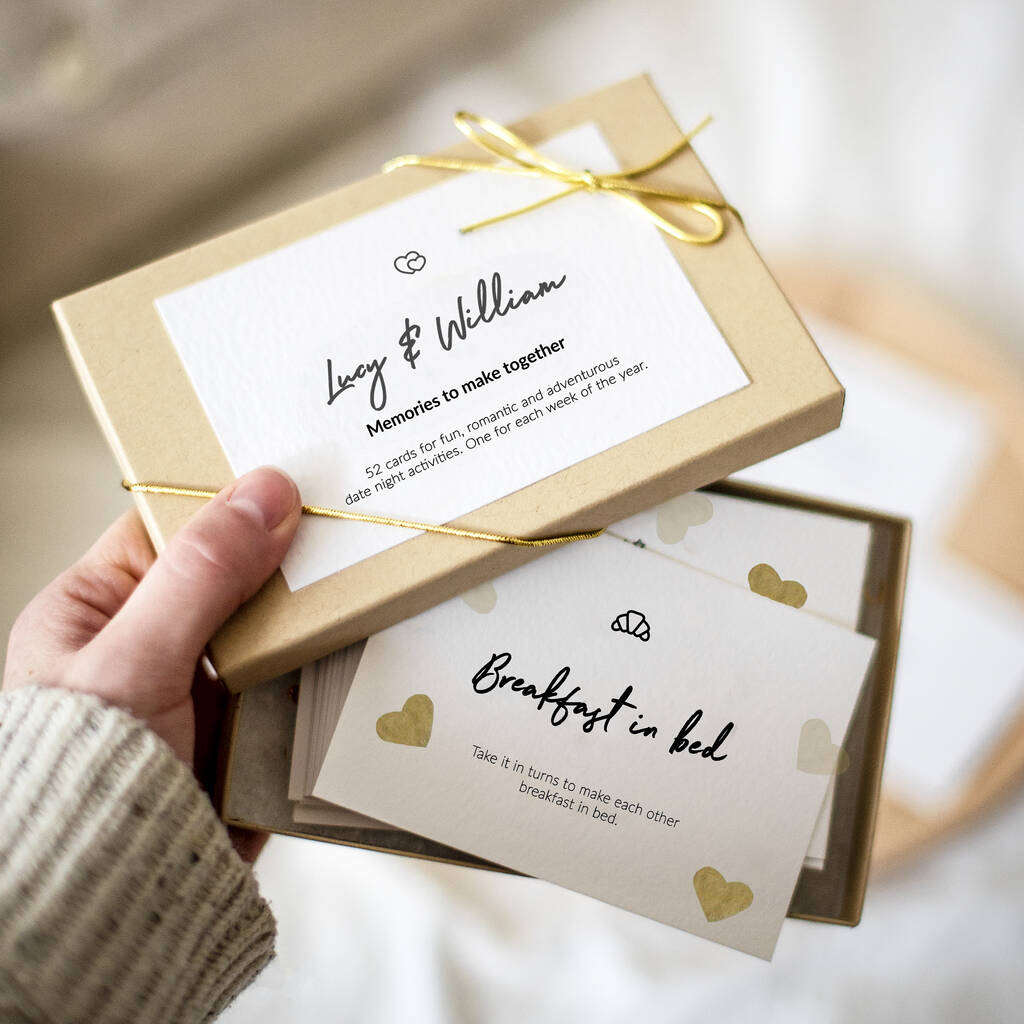 Lucy & William
Memories to make together
52 cards for fun, romantic and adventurous
date night activities. One for each week of the year.
Breakfast in bed
Take it in turns to make each other
breakfast in bed.